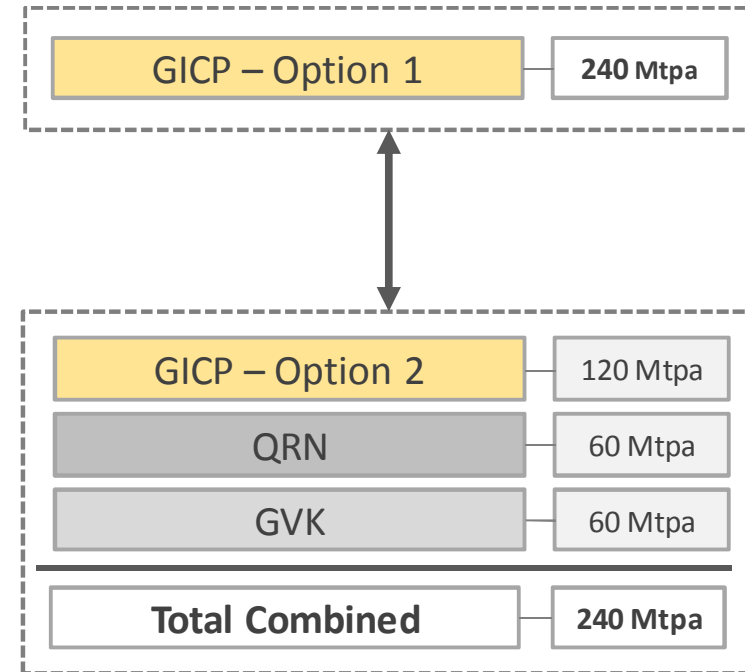 GICP – Option 1 240 Mtpa
GICP – Option 2 120 Mtpa
QRN 60 Mtpa
GVK 60 Mtpa
Total Combined 240 Mtpa